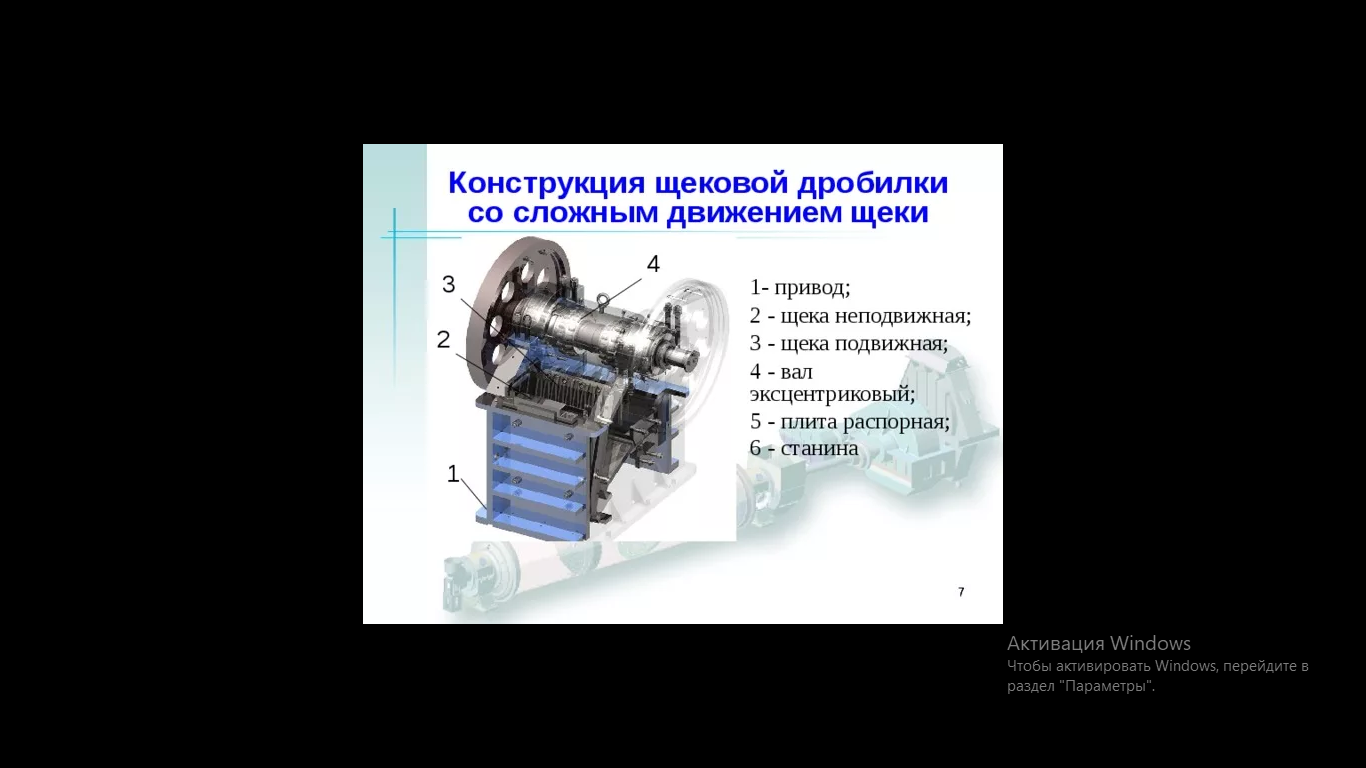 Конструкция щековой дробилки
со сложным движением щеки
4
3
2
1
1- привод;
2 - щека неподвижная;
3 - щека подвижная;
4 - вал
эксцентриковый;
5 - плита распорная;
6 - станина
7
Активация Windows
Чтобы активировать Windows, перейдите в
раздел "Параметры".